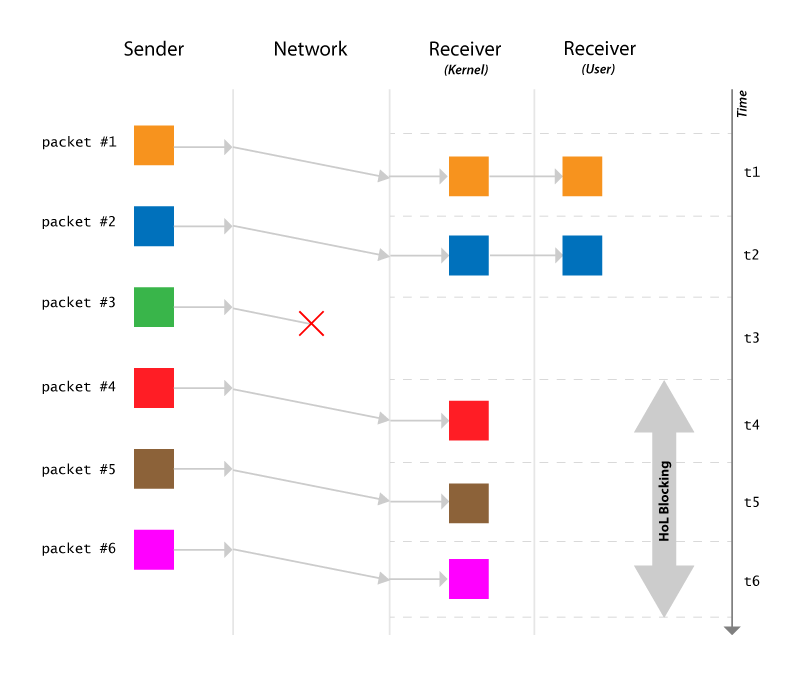 Sender
Network
Receiver
(Kernel)
Receiver
(User)
Time
packet #1
t1
packet #2
t2
packet #3
t3
packet #4
t4
packet #5
t5
packet #6
t6
HoL Blocking